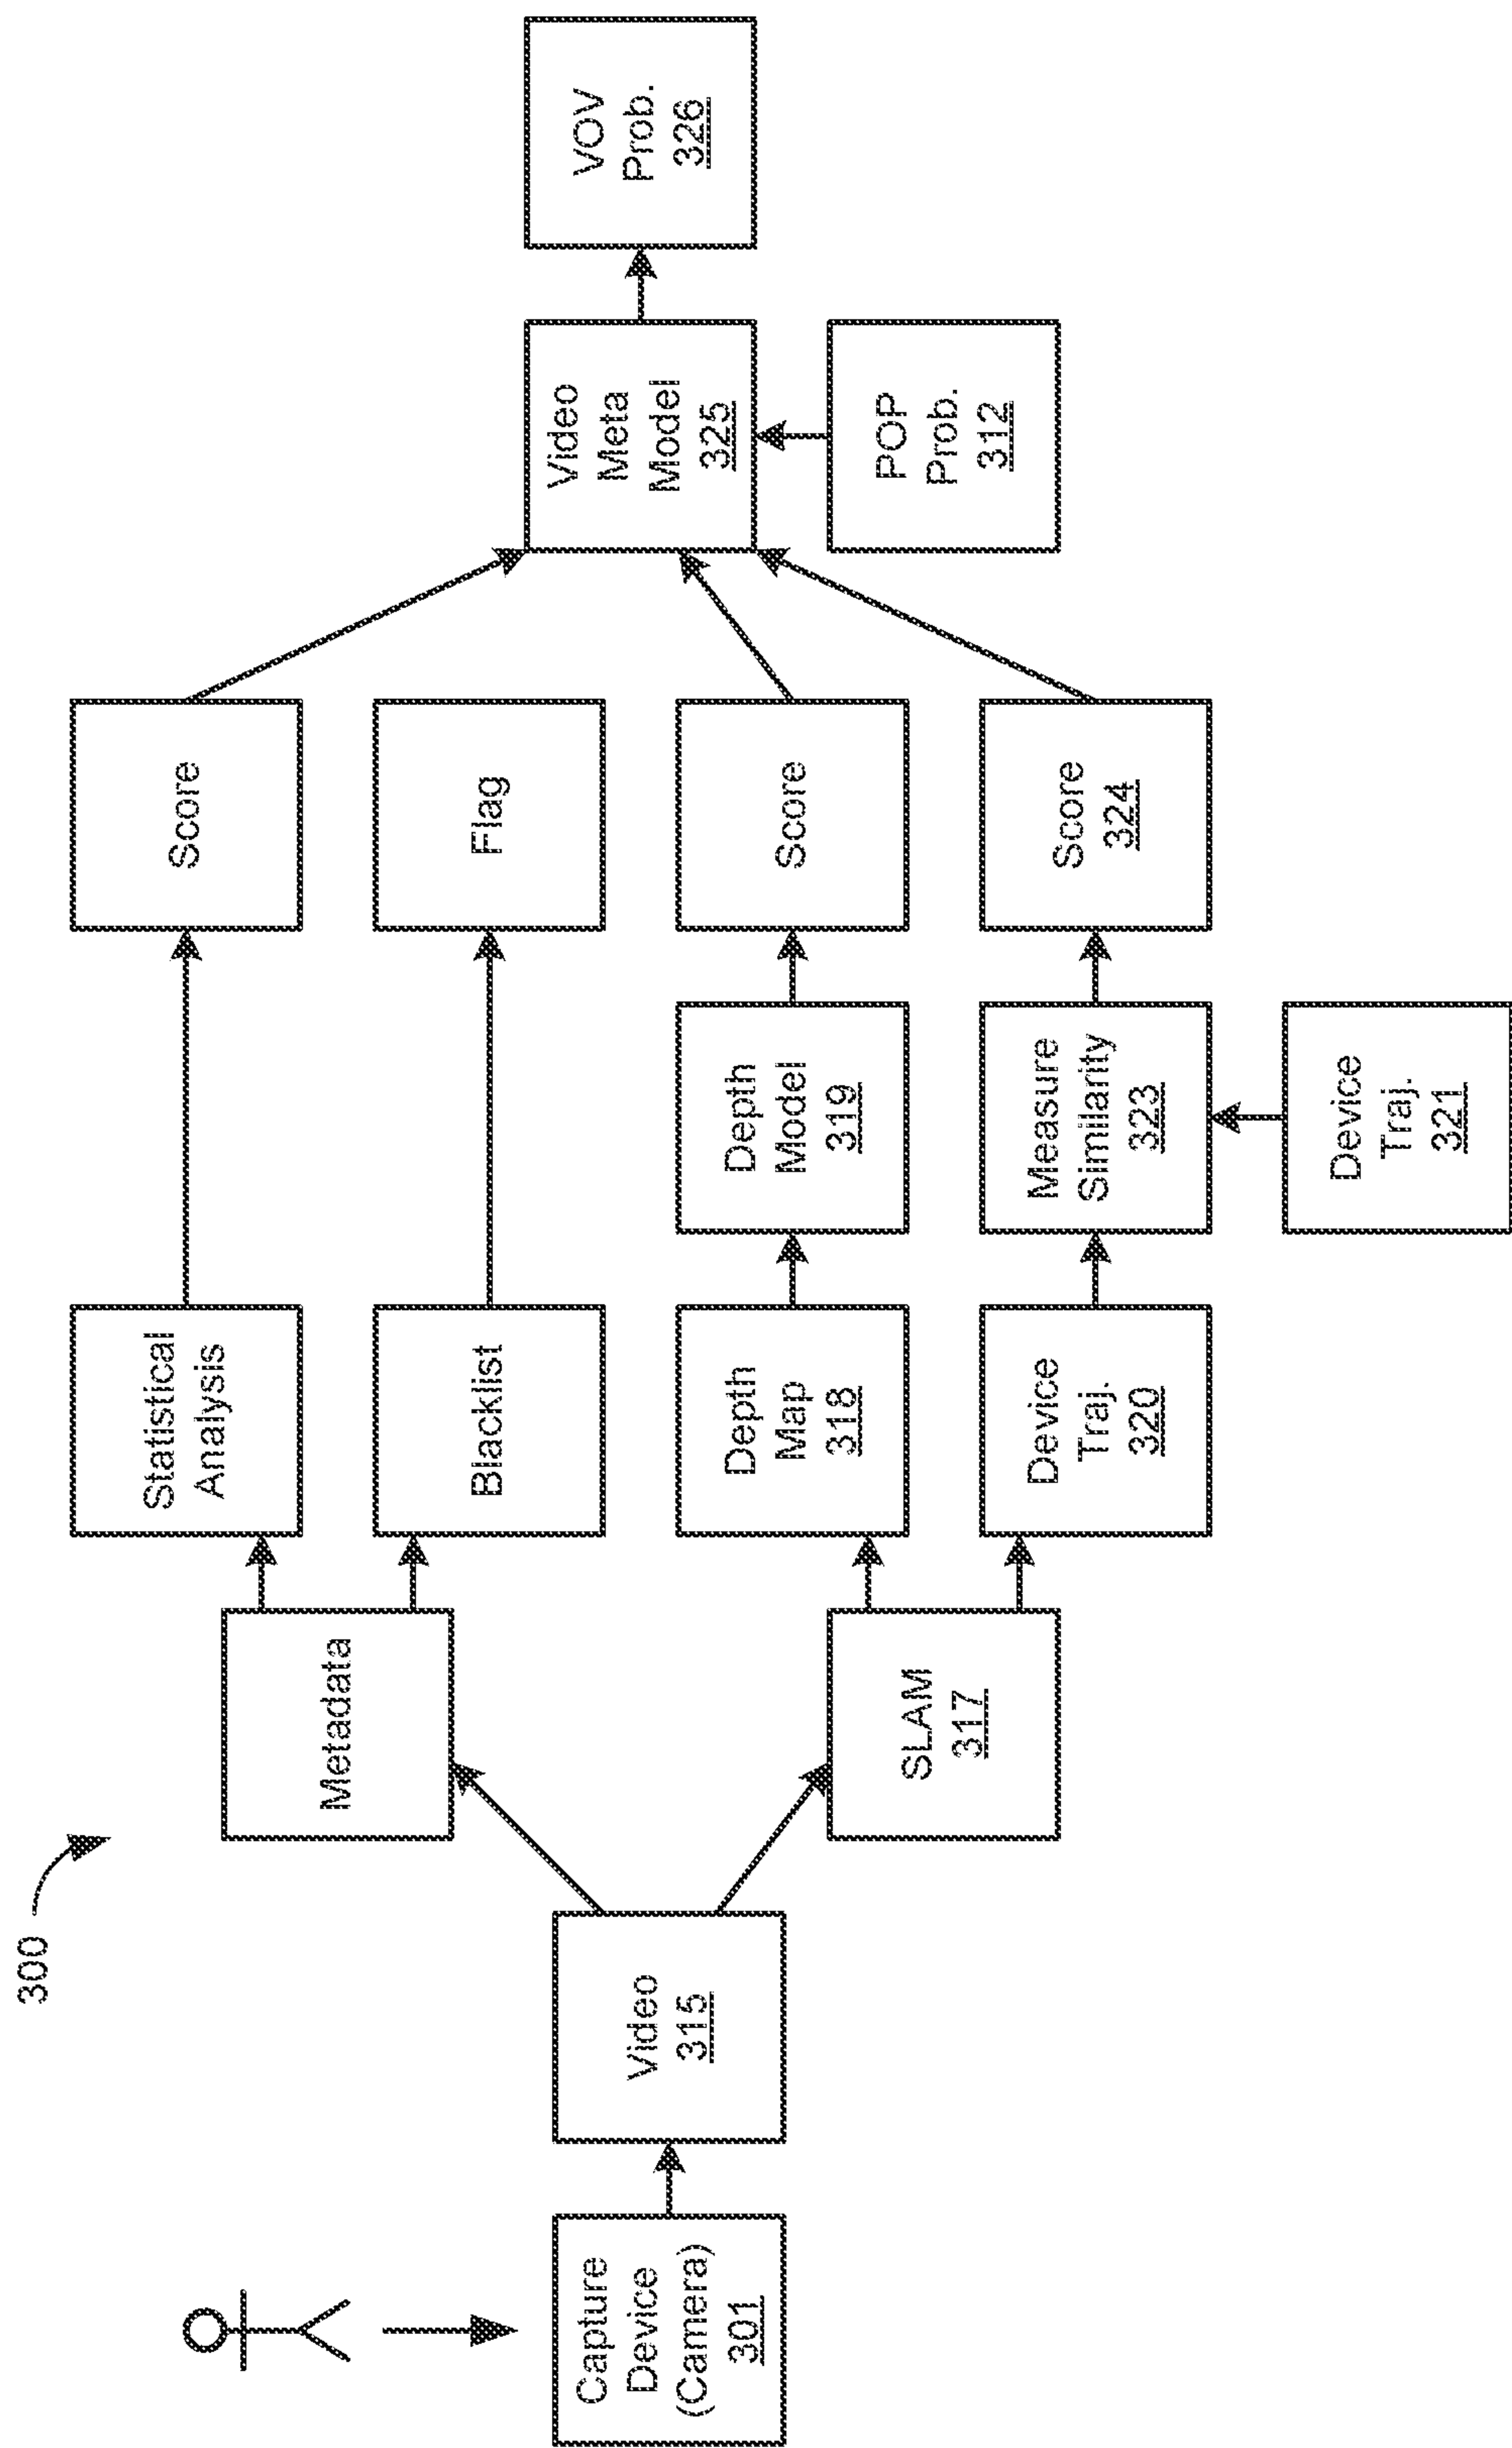 300
Capture
Device
(Camera)
301
Video
315
Metadata
SLAM
317
Statistical
Analysis
Blacklist
Depth
Map
318
Device
Traj.
320
Depth
Model
319
Measure
Similarity
323
Device
Traj.
321
Score
Flag
Score
Score
324
Video
Meta
Model
325
POP
Prob.
312
VOV
Prob.
326